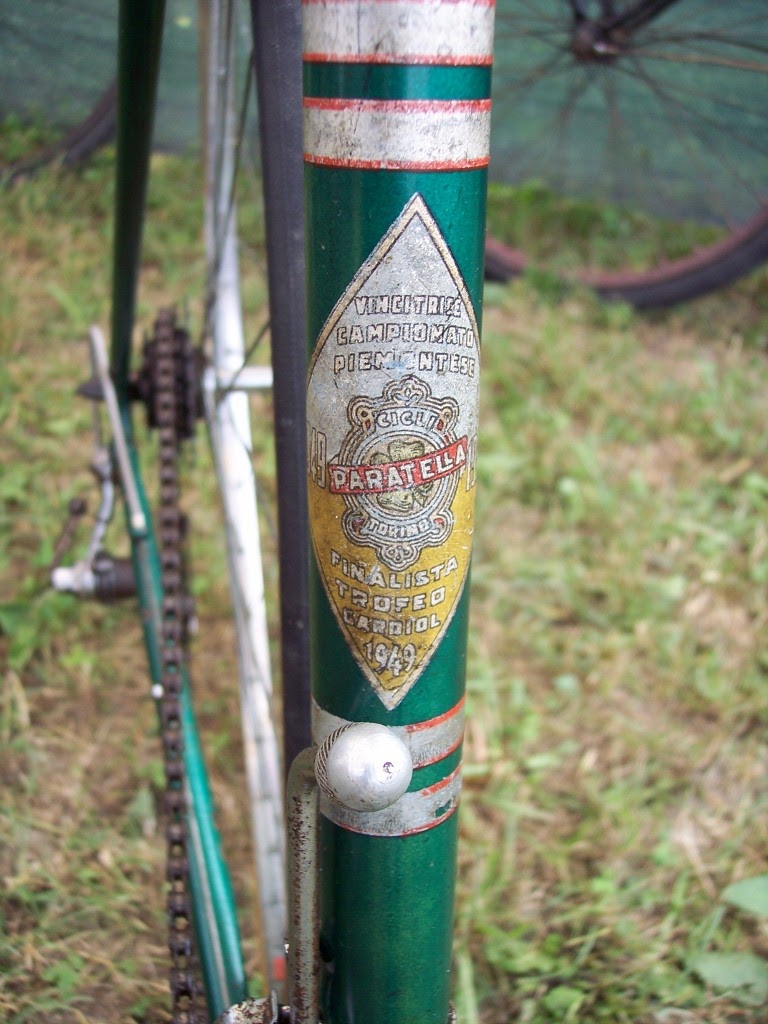 VINCITRICE
CAMPIONATO
PIEMONTESE
CICLI
PARATELLA
TORINO
FINALISTA
TROFEO
CARDIOL
1949